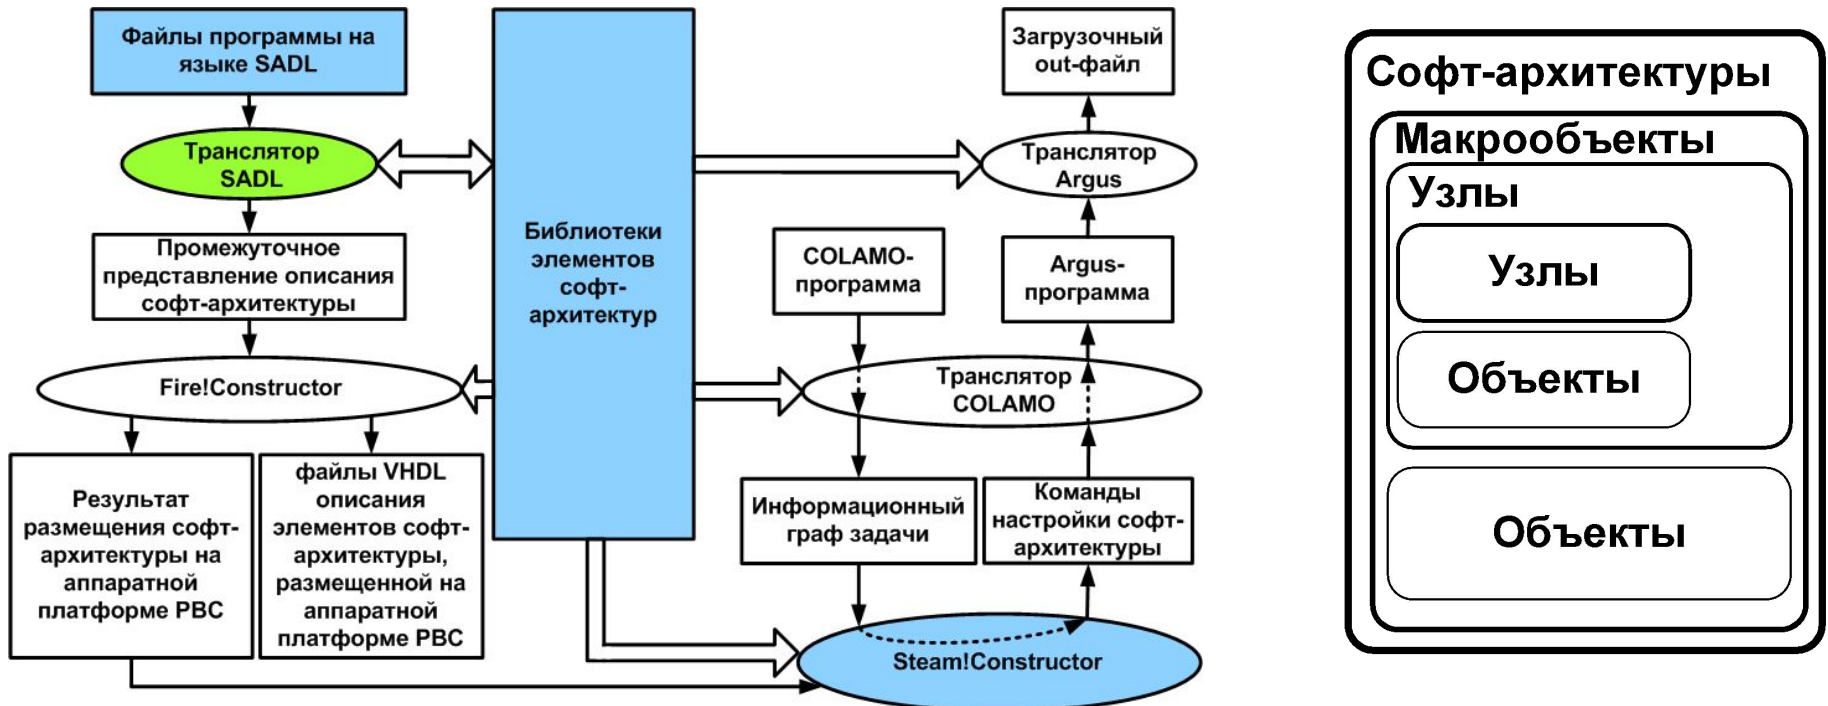 Файлы программы на
языке SADL
Транслятор
SADL
Промежуточное
представление описания
софт-архитектуры
Fire!Constructor
Результат
размещения софт-
архитектуры на
аппаратной
платформе РВС
файлы VHDL
описания
элементов софт-
архитектуры,
размещенной на
аппаратной
платформе РВС
Библиотеки
элементов
софт-
архитектур
Загрузочный
out-файл
Транслятор
Argus
COLAMO-
программа
Argus-
программа
Транслятор
COLAMO
Информационный
граф задачи
Команды
настройки софт-
архитектуры
Steam!Constructor
Софт-архитектуры
Макрообъекты
Узлы
Узлы
Объекты
Объекты